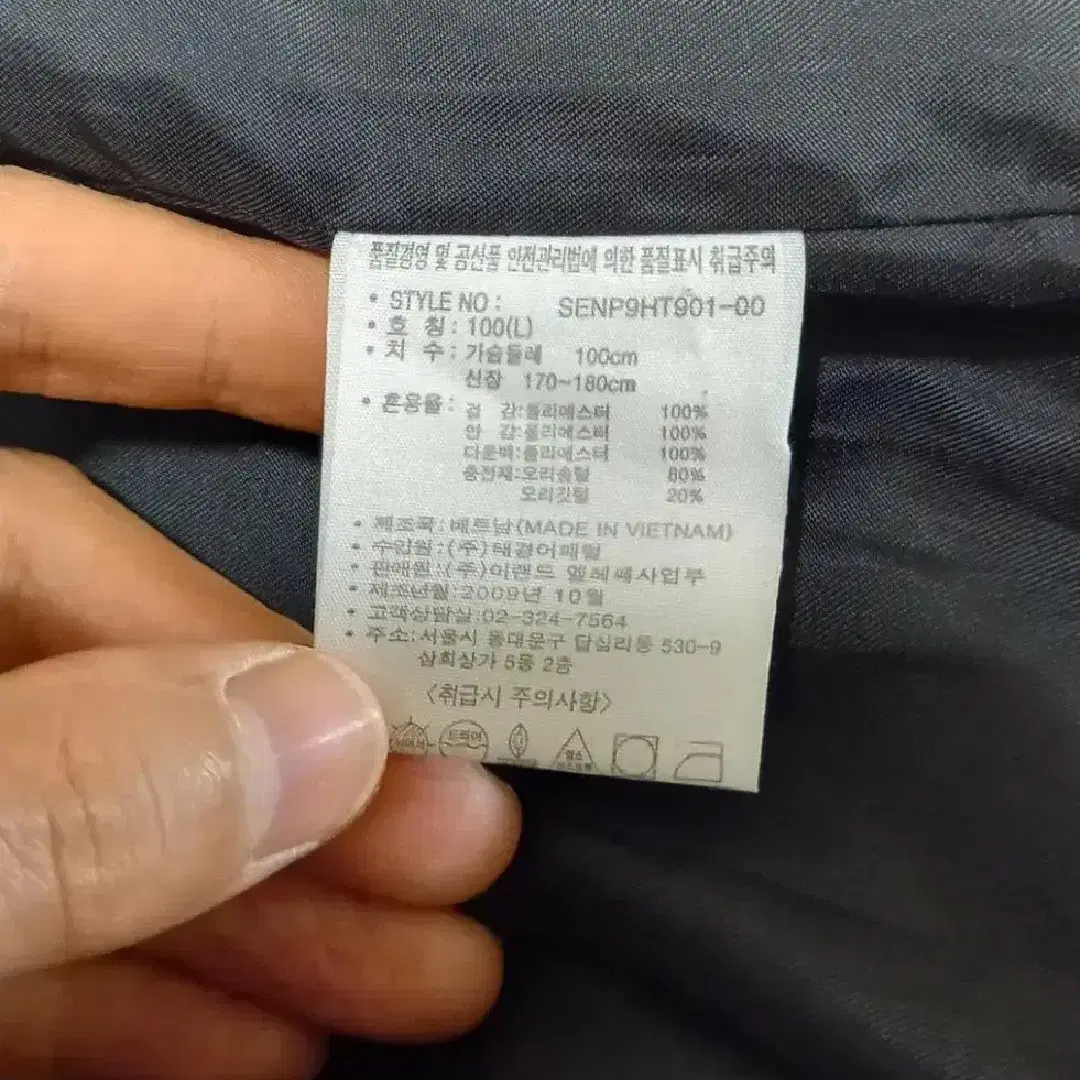 품질경영 및 공산품 안전관리법에 의한 품질표시 취급주의
• STYLE NO : SENP9HT901-00
• 호 칭 : 100(L)
• 치 수 : 가슴둘레 100cm
신장 170~180cm
• 혼용율 : 겉 감:폴리에스터 100%
안 감:폴리에스터 100%
다운백:폴리에스터 100%
충전재:오리솜털 80%
오리깃털 20%
• 제조국:베트남(MADE IN VIETNAM)
• 수입원:(주)태경어패럴
• 판매원:(주)이랜드 엘레쎄사업부
• 제조년월:2009년 10월
• 고객상담실:02-324-7564
• 주소:서울시 동대문구 답십리동 530-9
삼희상가 5동 2층
<취급시 주의사항>
드라이
염소